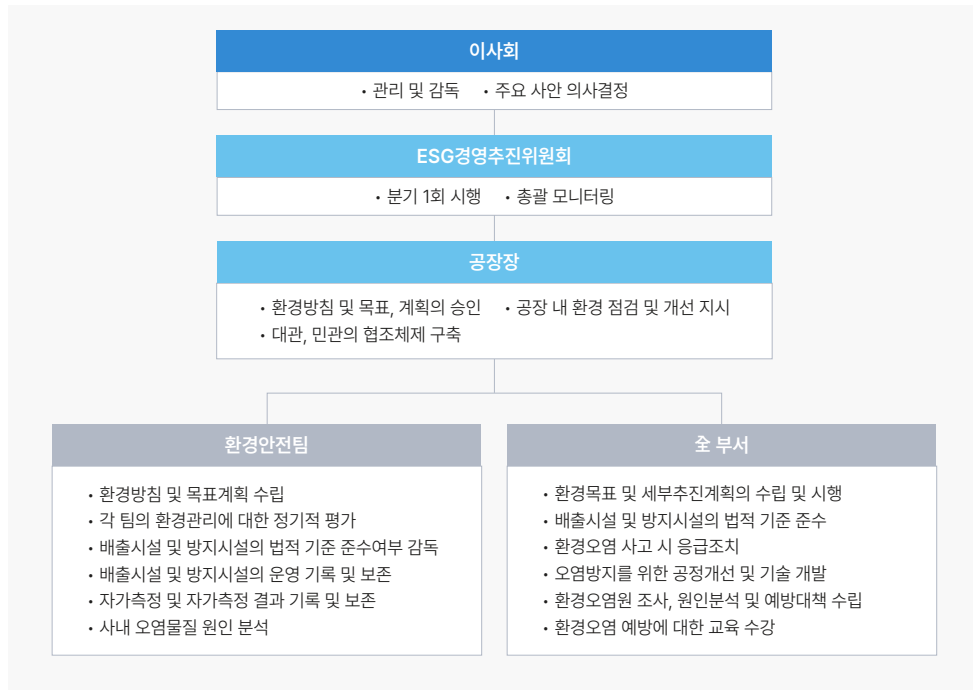 이사회
• 관리 및 감독 • 주요 사안 의사결정
ESG경영추진위원회
• 분기 1회 시행 • 총괄 모니터링
공장장
• 환경방침 및 목표, 계획의 승인 • 공장 내 환경 점검 및 개선 지시
• 대관, 민관의 협조체제 구축
환경안전팀
• 환경방침 및 목표계획 수립
• 각 팀의 환경관리에 대한 정기적 평가
• 배출시설 및 방지시설의 법적 기준 준수여부 감독
• 배출시설 및 방지시설의 운영 기록 및 보존
• 자가측정 및 자가측정 결과 기록 및 보존
• 사내 오염물질 원인 분석
全 부서
• 환경목표 및 세부추진계획의 수립 및 시행
• 배출시설 및 방지시설의 법적 기준 준수
• 환경오염 사고 시 응급조치
• 오염방지를 위한 공정개선 및 기술 개발
• 환경오염원 조사, 원인분석 및 예방대책 수립
• 환경오염 예방에 대한 교육 수강